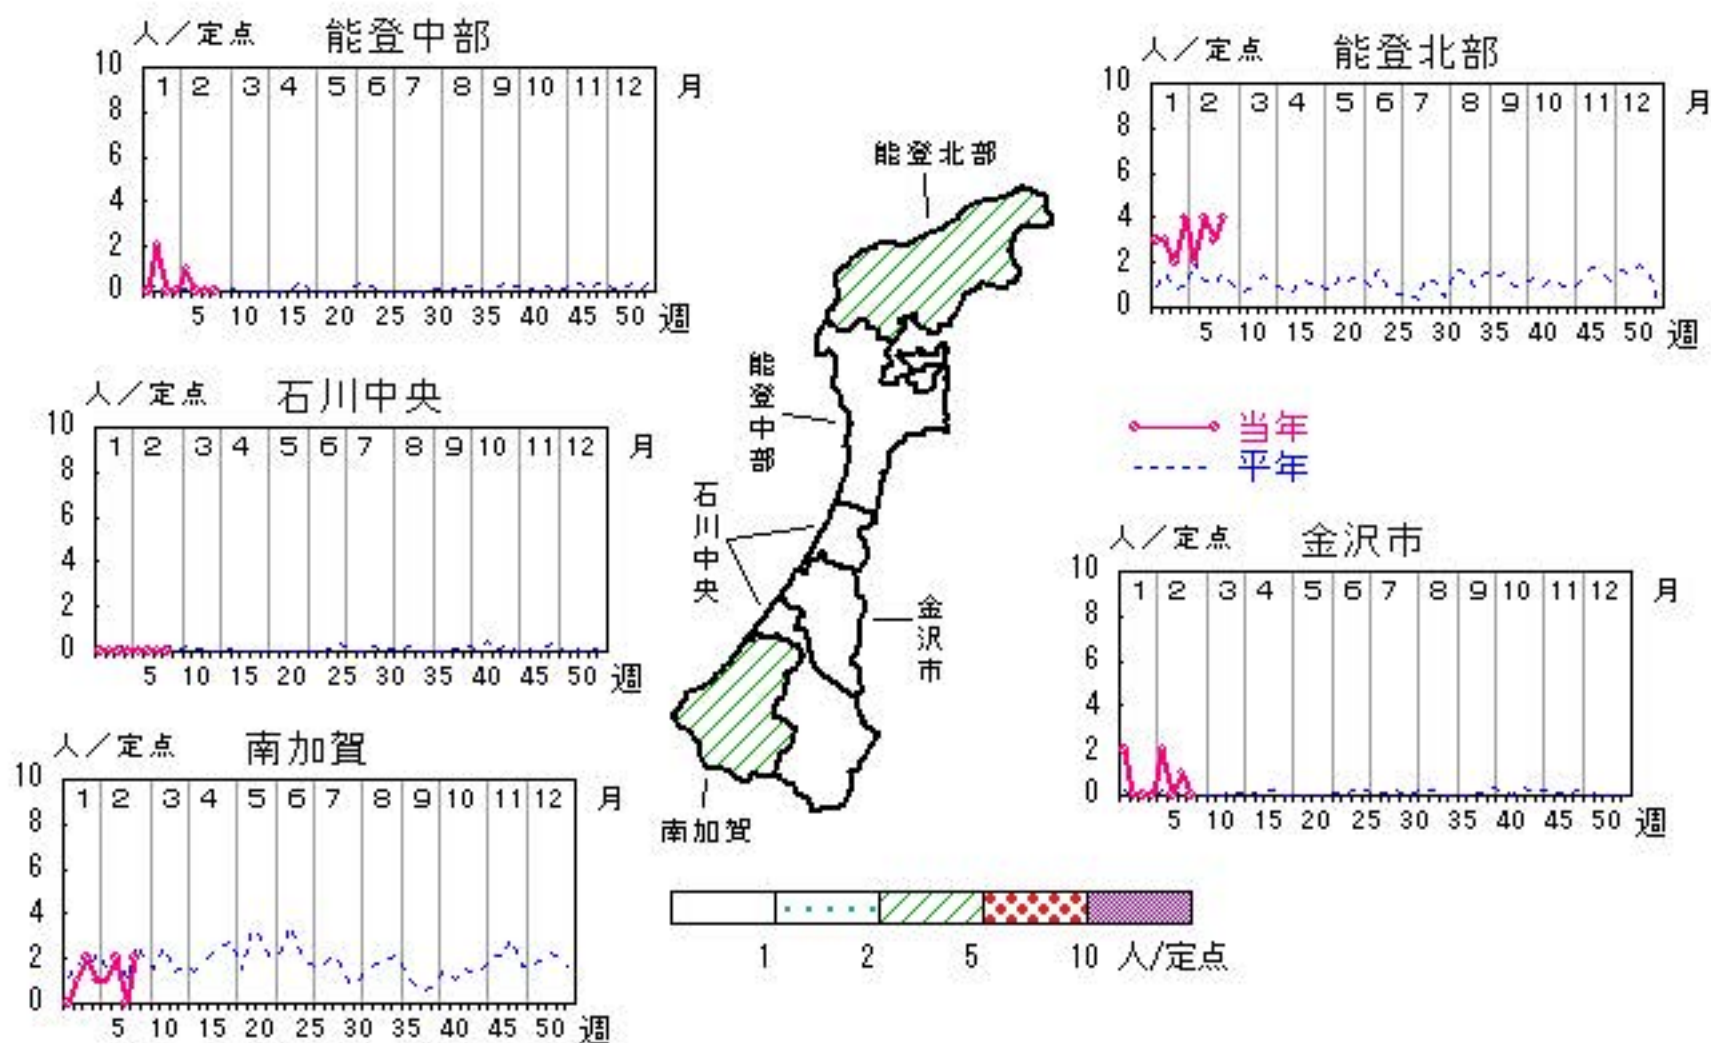 人／定点 能登中部
10 8 6 4 2 0
1 2 3 4 5 6 7 8 9 10 11 12 月
5 10 15 20 25 30 35 40 45 50 週
人／定点 能登北部
10 8 6 4 2 0
1 2 3 4 5 6 7 8 9 10 11 12 月
5 10 15 20 25 30 35 40 45 50 週
人／定点 石川中央
10 8 6 4 2 0
1 2 3 4 5 6 7 8 9 10 11 12 月
5 10 15 20 25 30 35 40 45 50 週
当年
平年
人／定点 金沢市
10 8 6 4 2 0
1 2 3 4 5 6 7 8 9 10 11 12 月
5 10 15 20 25 30 35 40 45 50 週
人／定点 南加賀
10 8 6 4 2 0
1 2 3 4 5 6 7 8 9 10 11 12 月
5 10 15 20 25 30 35 40 45 50 週
能登北部
能登中部
石川中央
金沢市
南加賀
1 2 5 10 人/定点